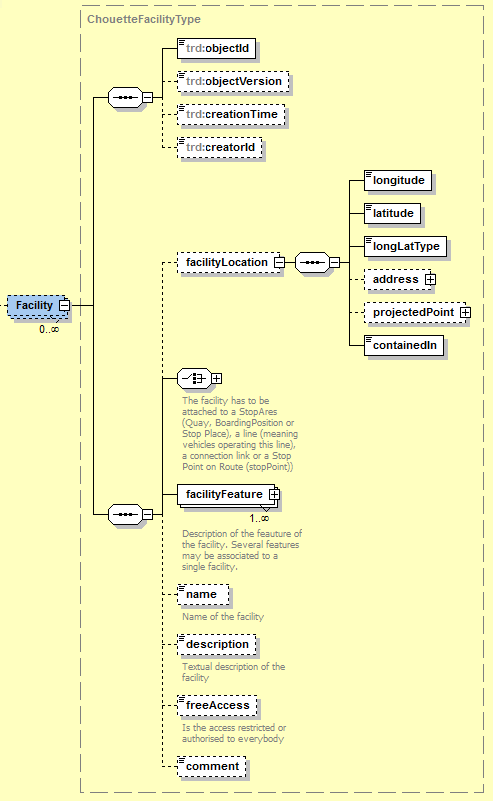 ChouetteFacilityType
trd:objectId
trd:objectVersion
trd:creationTime
trd:creatorId
longitude
latitude
facilityLocation
longLatType
address
Facility
projectedPoint
0..∞
containedIn
The facility has to be
attached to a StopAres
(Quay, BoardingPosition or
Stop Place), a line (meaning
vehicles operating this line),
a connection link or a Stop
Point on Route (stopPoint))
facilityFeature
1..∞
Description of the feauture of
the facility. Several features
may be associated to a
single facility.
name
Name of the facility
description
Textual description of the
facility
freeAccess
Is the access restricted or
authorised to everybody
comment